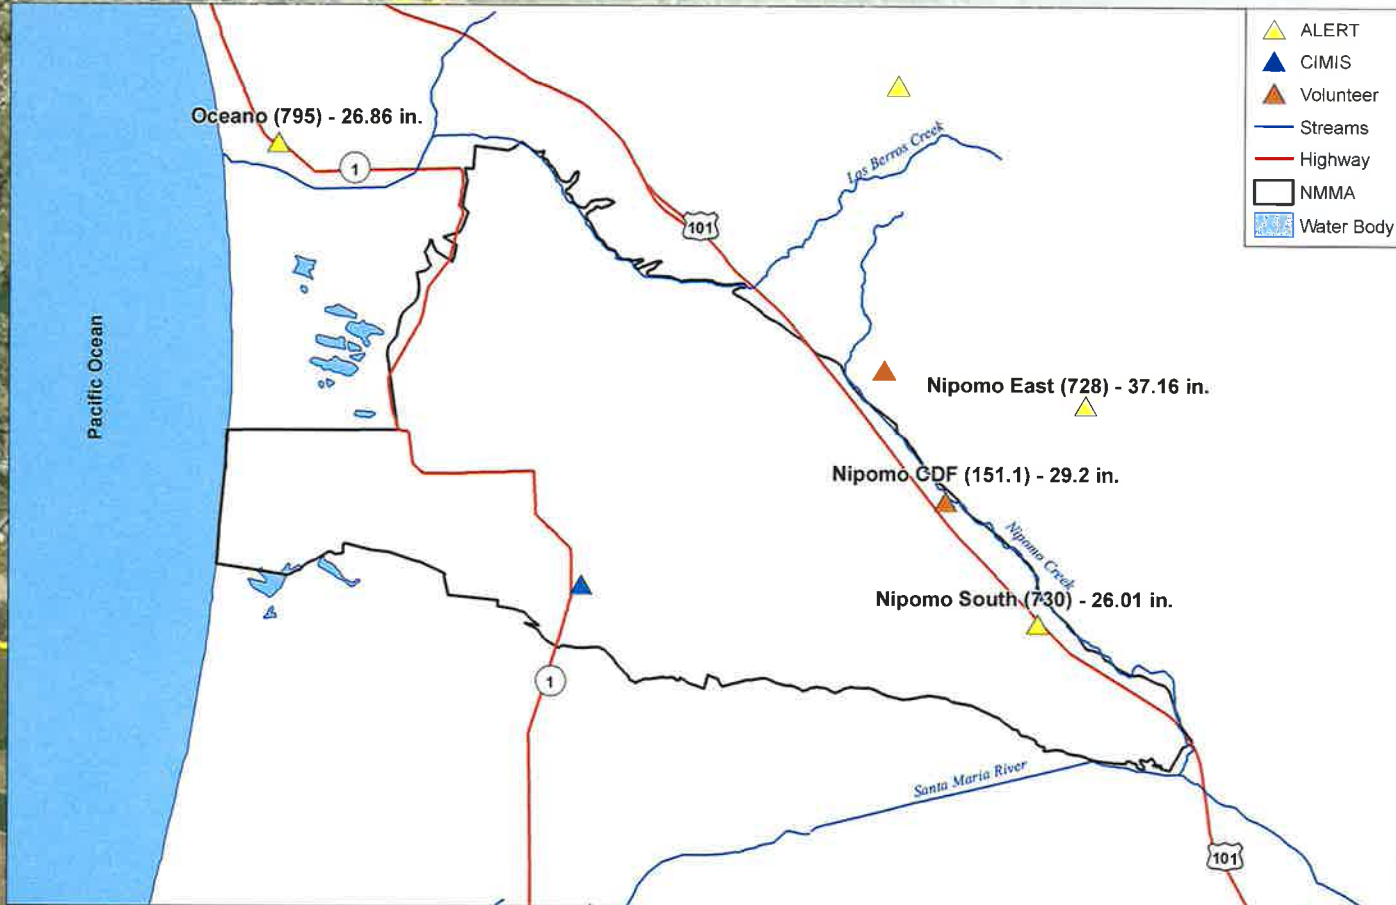 ALERT
CIMIS
Volunteer
Streams
Highway
NMMA
Water Body
Oceano (795) - 26.86 in.
1
Los Berros Creek
101
Pacific Ocean
Nipomo East (728) - 37.16 in.
Nipomo CDF (151.1) - 29.2 in.
Nipomo Creek
Nipomo South (730) - 26.01 in.
1
Santa Maria River
101